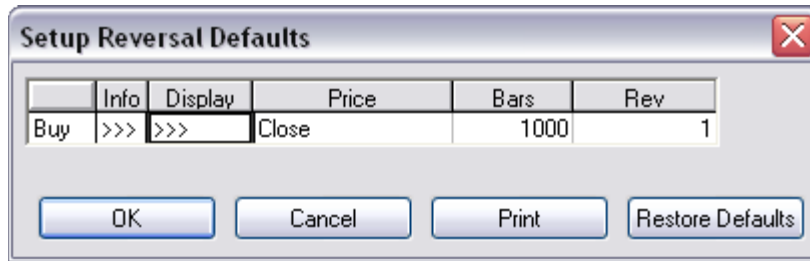 Setup Reversal Defaults
Info Display Price Bars Rev
Buy >>> >>> Close 1000 1
OK Cancel Print Restore Defaults